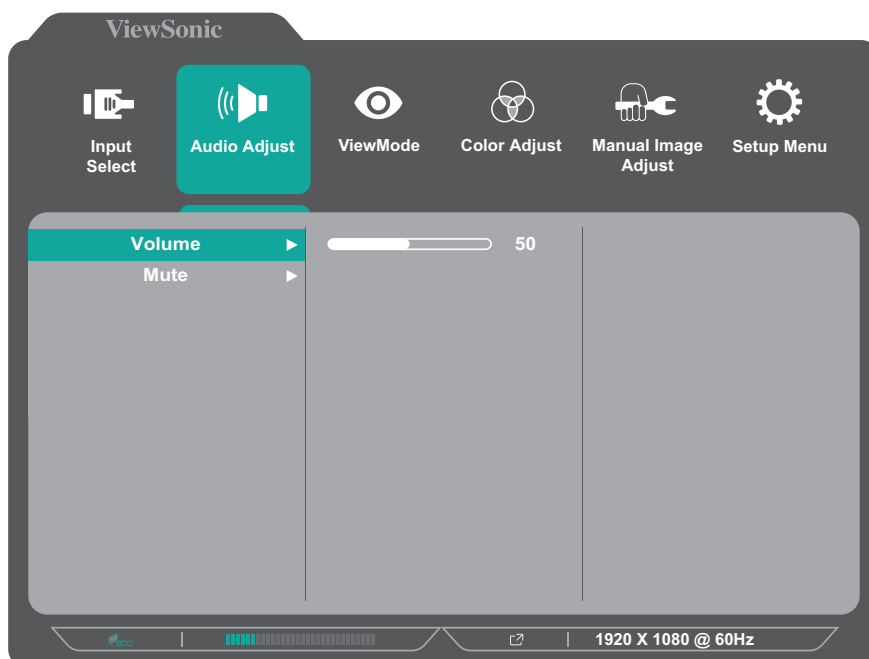 ViewSonic
Input
Select
Audio Adjust
ViewMode
Color Adjust
Manual Image
Adjust
Setup Menu
Volume
50
Mute
eco
1920 X 1080 @ 60Hz